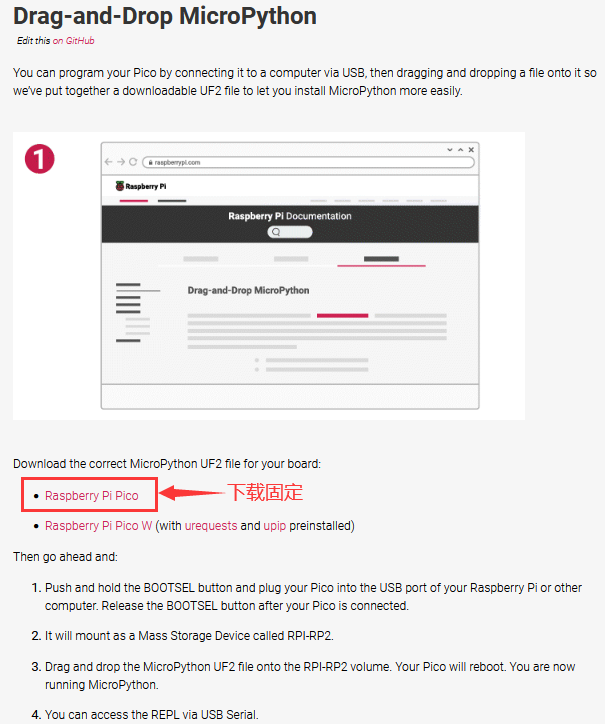 Drag-and-Drop MicroPython
Edit this on GitHub
You can program your Pico by connecting it to a computer via USB, then dragging and dropping a file onto it so
we've put together a downloadable UF2 file to let you install MicroPython more easily.
1
raspberrypi.com
Raspberry Pi
Raspberry Pi Documentation
Drag-and-Drop MicroPython
Download the correct MicroPython UF2 file for your board:
• Raspberry Pi Pico
下载固定
• Raspberry Pi Pico W (with urequests and upip preinstalled)
Then go ahead and:
1. Push and hold the BOOTSEL button and plug your Pico into the USB port of your Raspberry Pi or other
computer. Release the BOOTSEL button after your Pico is connected.
2. It will mount as a Mass Storage Device called RPI-RP2.
3. Drag and drop the MicroPython UF2 file onto the RPI-RP2 volume. Your Pico will reboot. You are now
running MicroPython.
4. You can access the REPL via USB Serial.